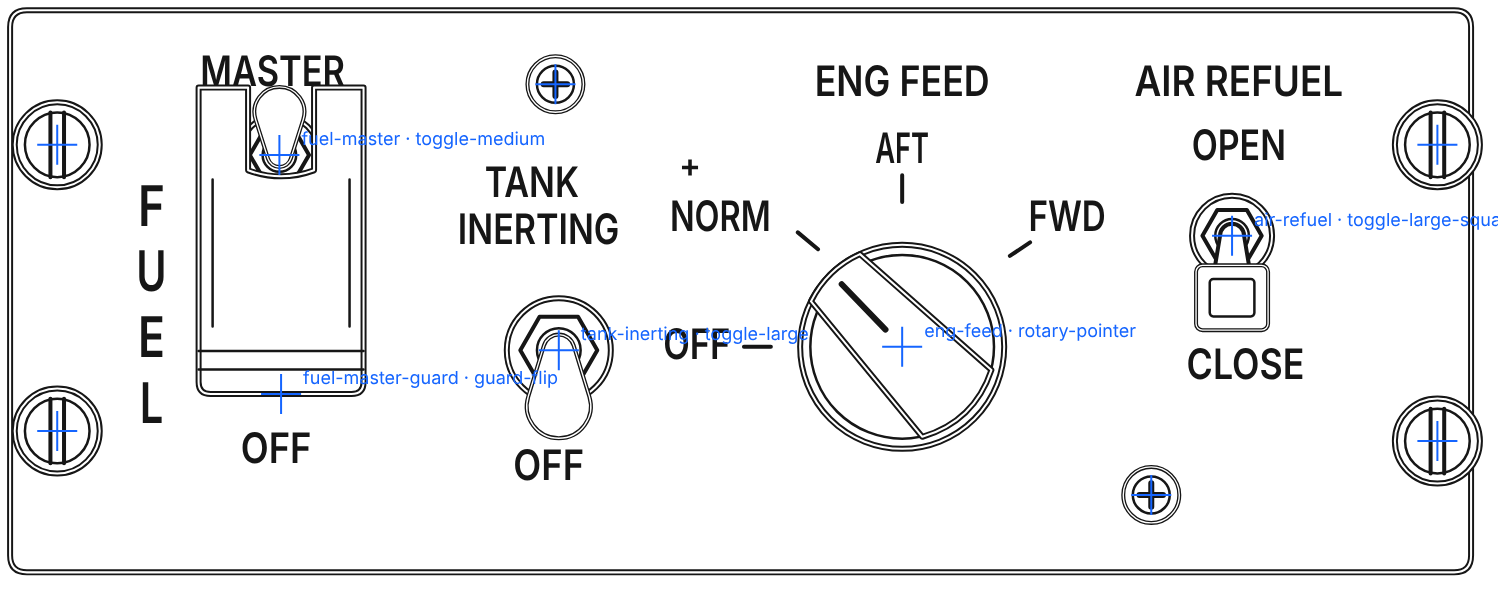 MASTER
fuel-master · toggle-medium
F
U
E
L
fuel-master-guard · guard-flip
OFF
TANK
INERTING
tank-inerting · toggle-large
OFF
ENG FEED
AFT
+
NORM
FWD
OFF
eng-feed · rotary-pointer
AIR REFUEL
OPEN
air-refuel · toggle-large-squa
CLOSE